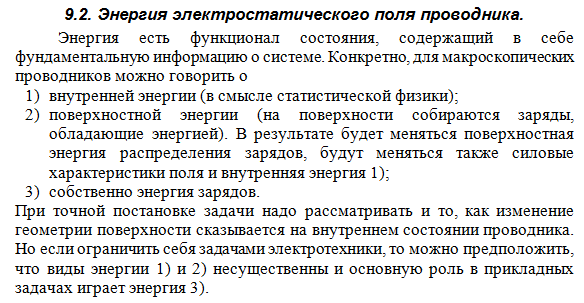 9.2. Энергия электростатического поля проводника.
Энергия есть функционал состояния, содержащий в себе
фундаментальную информацию о системе. Конкретно, для макроскопических
проводников можно говорить о
1) внутренней энергии (в смысле статистической физики);
2) поверхностной энергии (на поверхности собираются заряды,
обладающие энергией). В результате будет меняться поверхностная
энергия распределения зарядов, будут меняться также силовые
характеристики поля и внутренняя энергия 1);
3) собственно энергия зарядов.
При точной постановке задачи надо рассматривать и то, как изменение
геометрии поверхности сказывается на внутреннем состоянии проводника.
Но если ограничить себя задачами электротехники, то можно предположить,
что виды энергии 1) и 2) несущественны и основную роль в прикладных
задачах играет энергия 3).